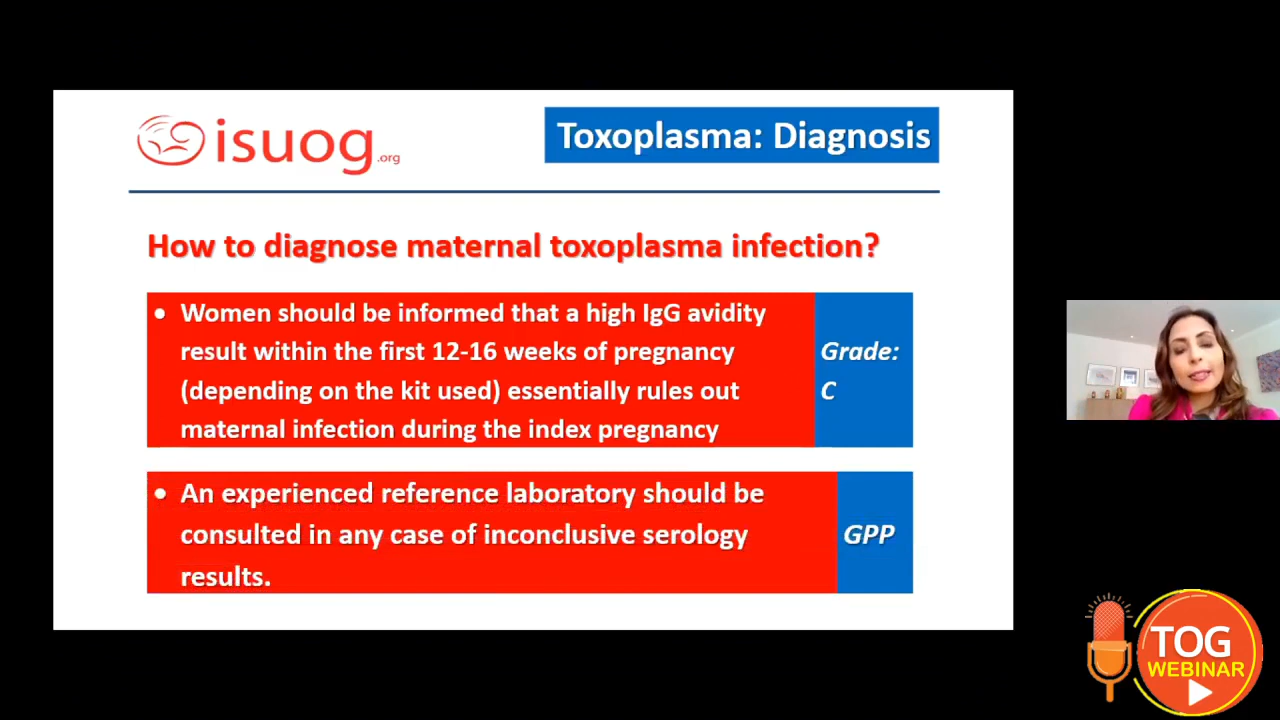 isuog.org
Toxoplasma: Diagnosis
How to diagnose maternal toxoplasma infection?
• Women should be informed that a high IgG avidity
result within the first 12-16 weeks of pregnancy
(depending on the kit used) essentially rules out
maternal infection during the index pregnancy
Grade:
C
• An experienced reference laboratory should be
consulted in any case of inconclusive serology
results.
GPP
TOG
WEBINAR